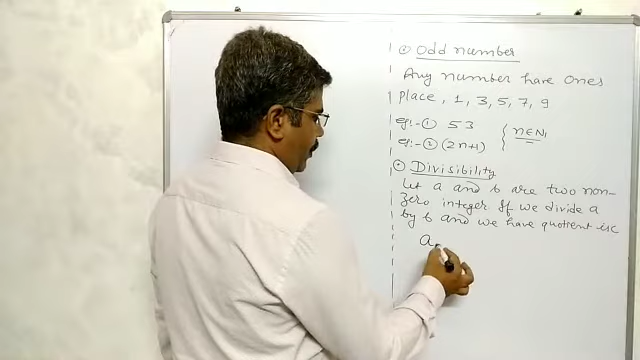 Odd number
Any number have ones
place, 1, 3, 5, 7, 9
eg:- ① 53
eg:- ② (2n+1) { n∈N
Divisibility
Let a and b are two non-
zero integer. If we divide a
by b and we have quotient is c
a